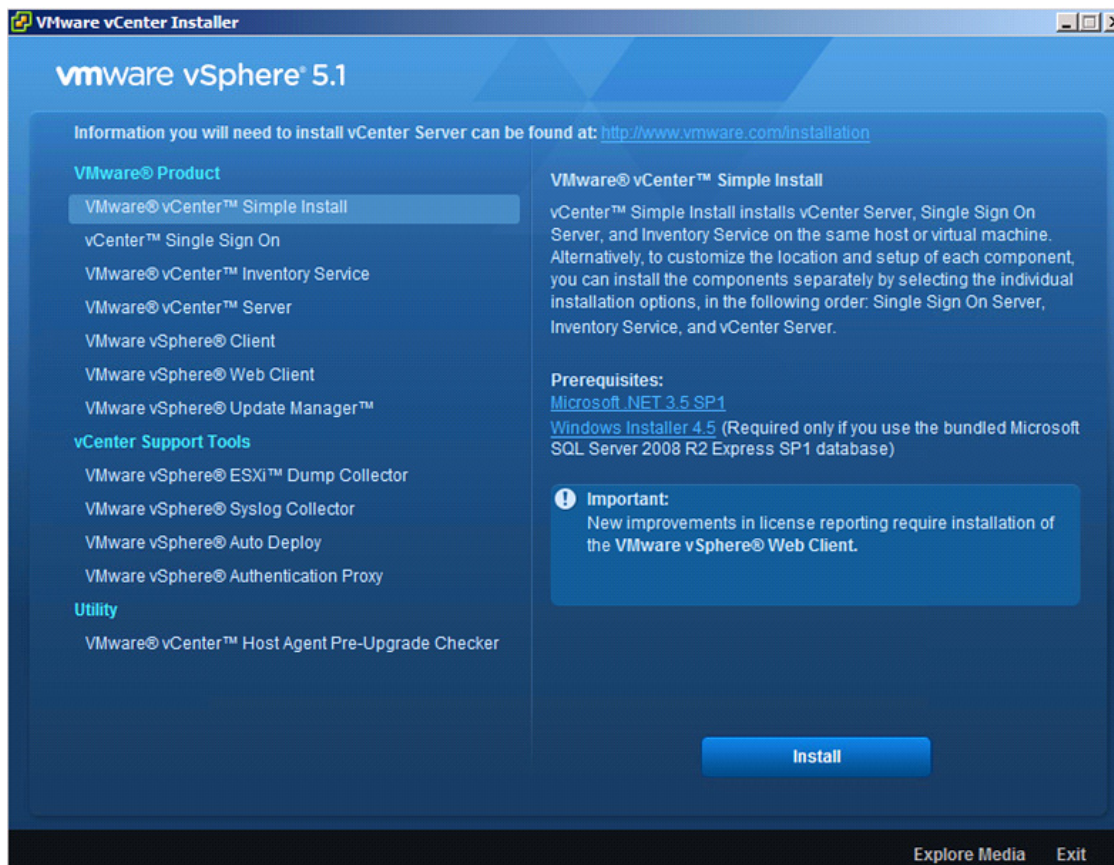 VMware vCenter Installer
vmware vSphere® 5.1
Information you will need to install vCenter Server can be found at: http://www.vmware.com/installation
VMware® Product
VMware® vCenter™ Simple Install
vCenter™ Single Sign On
VMware® vCenter™ Inventory Service
VMware® vCenter™ Server
VMware vSphere® Client
VMware vSphere® Web Client
VMware vSphere® Update Manager™
vCenter Support Tools
VMware vSphere® ESXi™ Dump Collector
VMware vSphere® Syslog Collector
VMware vSphere® Auto Deploy
VMware vSphere® Authentication Proxy
Utility
VMware® vCenter™ Host Agent Pre-Upgrade Checker
VMware® vCenter™ Simple Install
vCenter™ Simple Install installs vCenter Server, Single Sign On
Server, and Inventory Service on the same host or virtual machine.
Alternatively, to customize the location and setup of each component,
you can install the components separately by selecting the individual
installation options, in the following order: Single Sign On Server,
Inventory Service, and vCenter Server.
Prerequisites:
Microsoft .NET 3.5 SP1
Windows Installer 4.5 (Required only if you use the bundled Microsoft
SQL Server 2008 R2 Express SP1 database)
Important:
New improvements in license reporting require installation of
the VMware vSphere® Web Client.
Install
Explore Media Exit